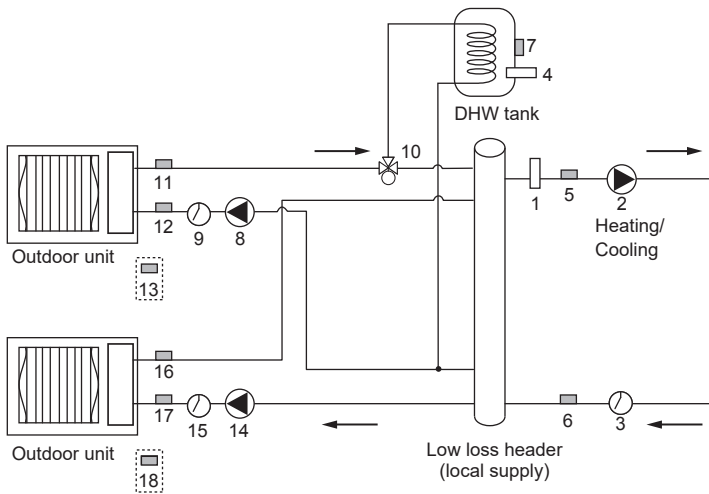 7
4
DHW tank
10
11
1
5
2
12
9
8
Heating/
Cooling
Outdoor unit
13
16
17
15
14
6
3
Outdoor unit
18
Low loss header
(local supply)